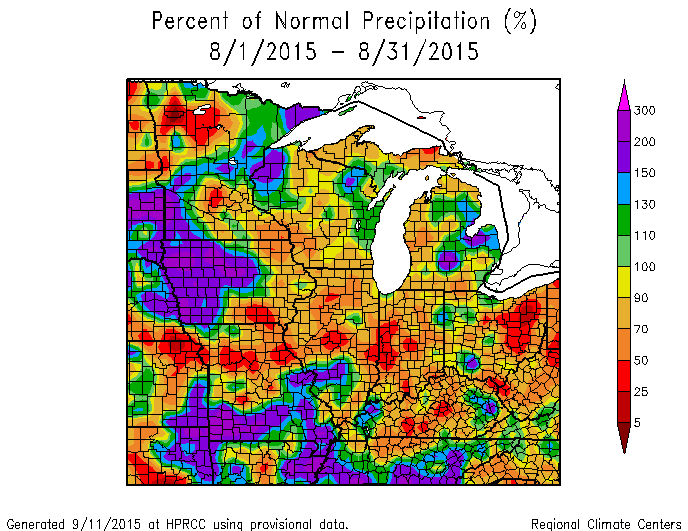 Percent of Normal Precipitation (%)
8/1/2015 – 8/31/2015
300
200
150
130
110
100
90
70
50
25
5
Generated 9/11/2015 at HPRCC using provisional data.
Regional Climate Centers